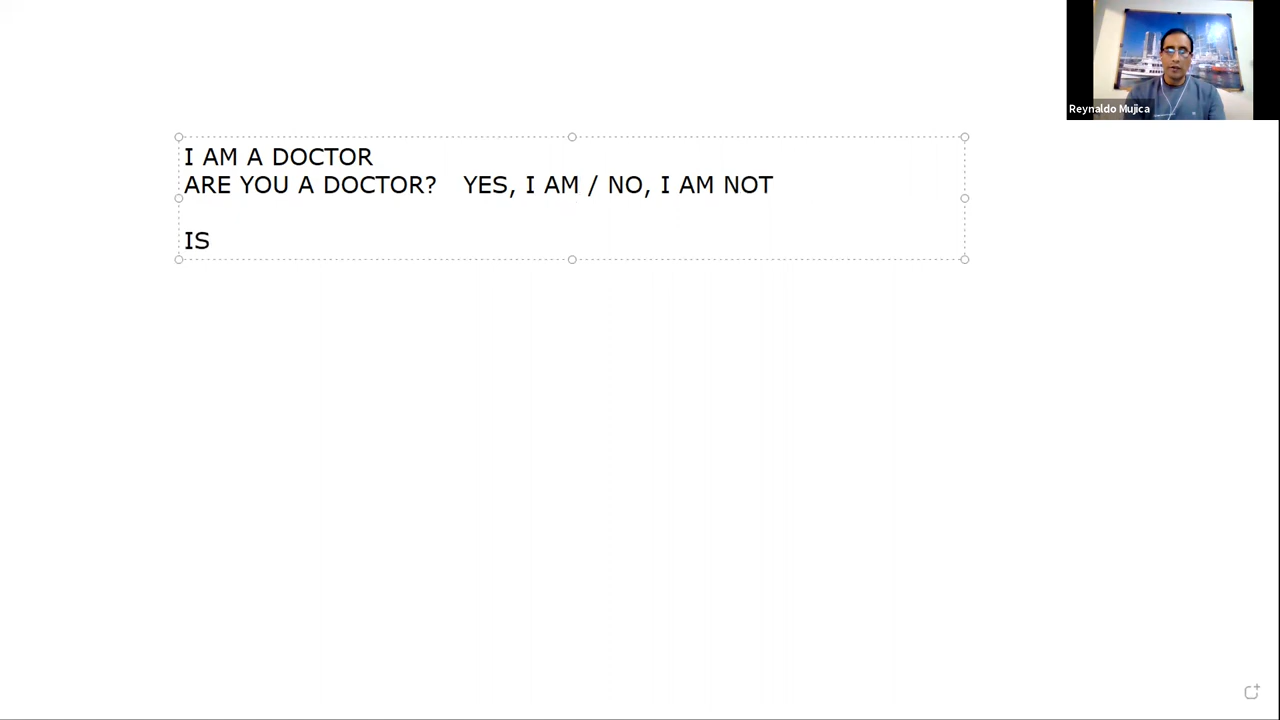 Reynaldo Mujica
I AM A DOCTOR
ARE YOU A DOCTOR? YES, I AM / NO, I AM NOT
IS